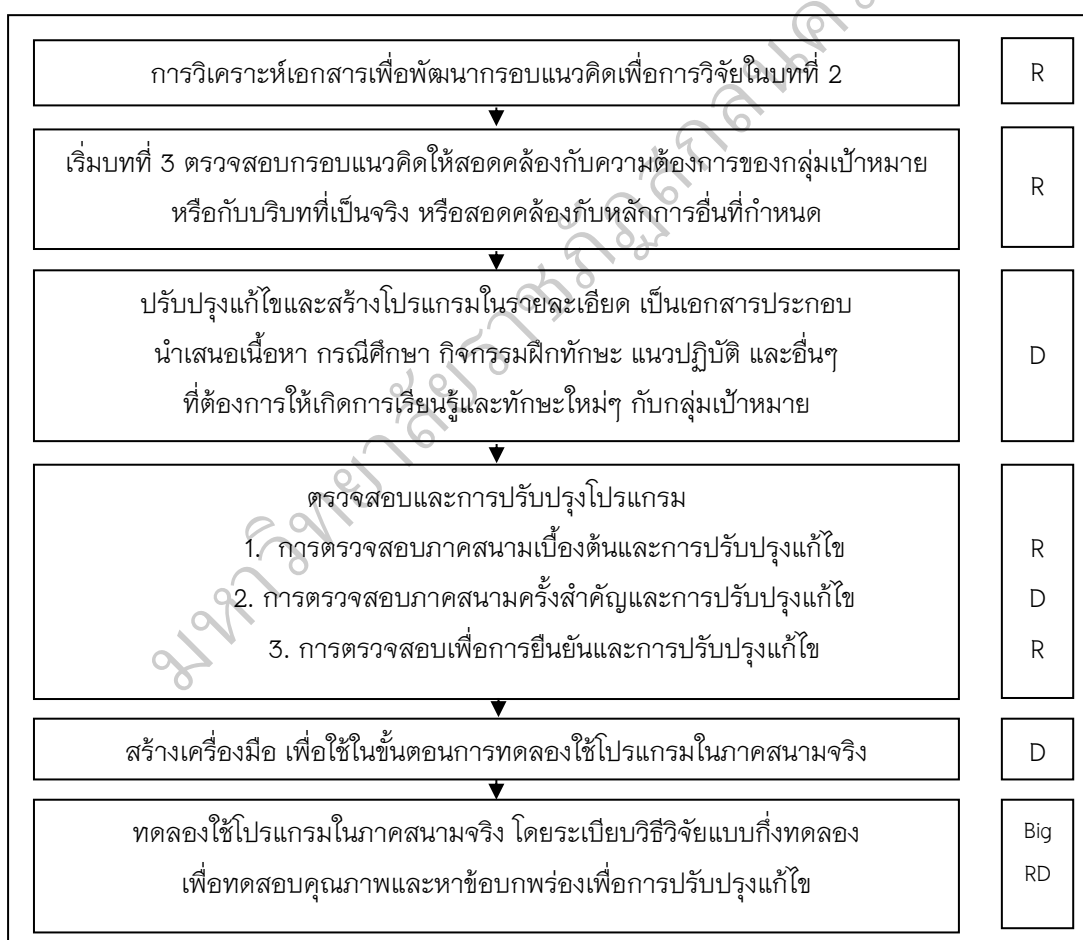 การวิเคราะห์เอกสารเพื่อพัฒนากรอบแนวคิดเพื่อการวิจัยในบทที่ 2
R
เริ่มบทที่ 3 ตรวจสอบกรอบแนวคิดให้สอดคล้องกับความต้องการของกลุ่มเป้าหมาย
หรือกับบริบทที่เป็นจริง หรือสอดคล้องกับหลักการอื่นที่กำหนด
R
ปรับปรุงแก้ไขและสร้างโปรแกรมในรายละเอียด เป็นเอกสารประกอบ
นำเสนอเนื้อหา กรณีศึกษา กิจกรรมฝึกทักษะ แนวปฏิบัติ และอื่นๆ
ที่ต้องการให้เกิดการเรียนรู้และทักษะใหม่ๆ กับกลุ่มเป้าหมาย
D
ตรวจสอบและการปรับปรุงโปรแกรม
1. การตรวจสอบภาคสนามเบื้องต้นและการปรับปรุงแก้ไข
R
2. การตรวจสอบภาคสนามครั้งสำคัญและการปรับปรุงแก้ไข
D
3. การตรวจสอบเพื่อการยืนยันและการปรับปรุงแก้ไข
R
สร้างเครื่องมือ เพื่อใช้ในขั้นตอนการทดลองใช้โปรแกรมในภาคสนามจริง
D
ทดลองใช้โปรแกรมในภาคสนามจริง โดยระเบียบวิธีวิจัยแบบกึ่งทดลอง
เพื่อทดสอบคุณภาพและหาข้อบกพร่องเพื่อการปรับปรุงแก้ไข
Big
RD
มหาวิทยาลัยราชภัฏสกลนคร